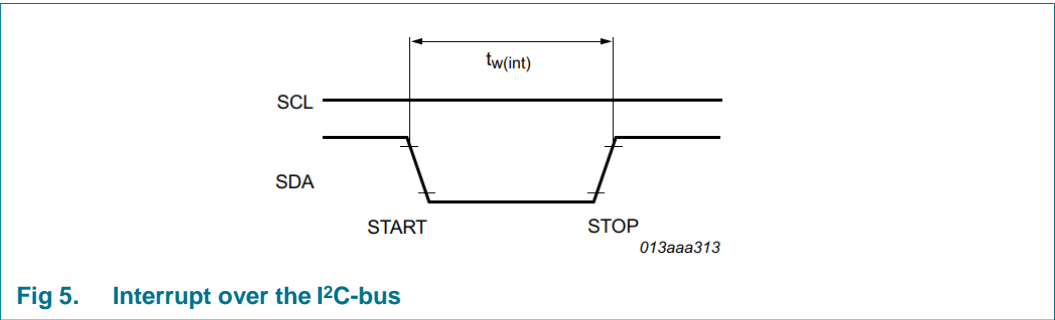 tw(int)
SCL
SDA
START STOP
013aaa313
Fig 5. Interrupt over the I2C-bus